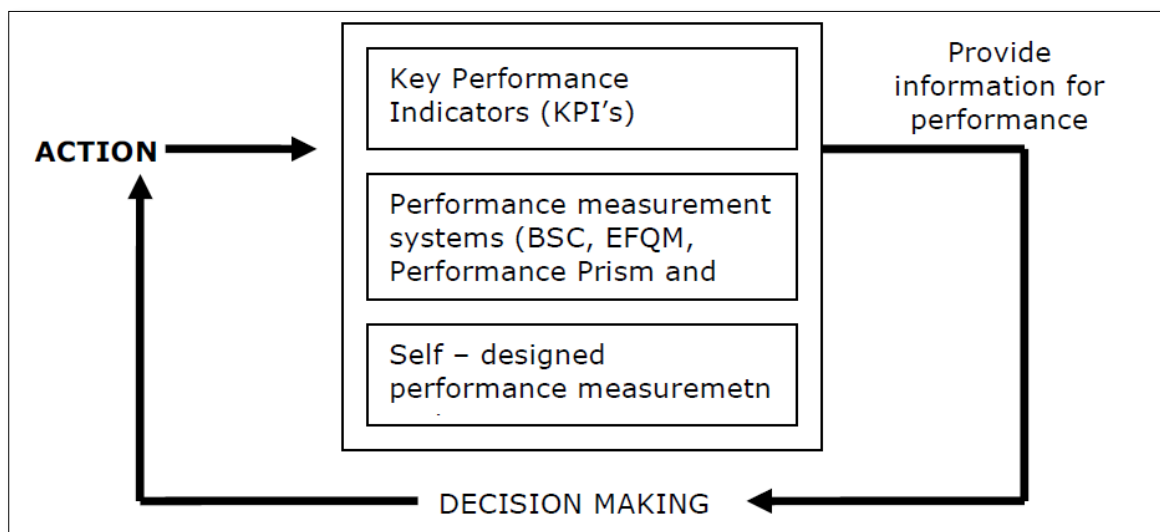 ACTION
Key Performance
Indicators (KPI’s)
Performance measurement
systems (BSC, EFQM,
Performance Prism and
Self – designed
performance measuremetn
Provide
information for
performance
DECISION MAKING